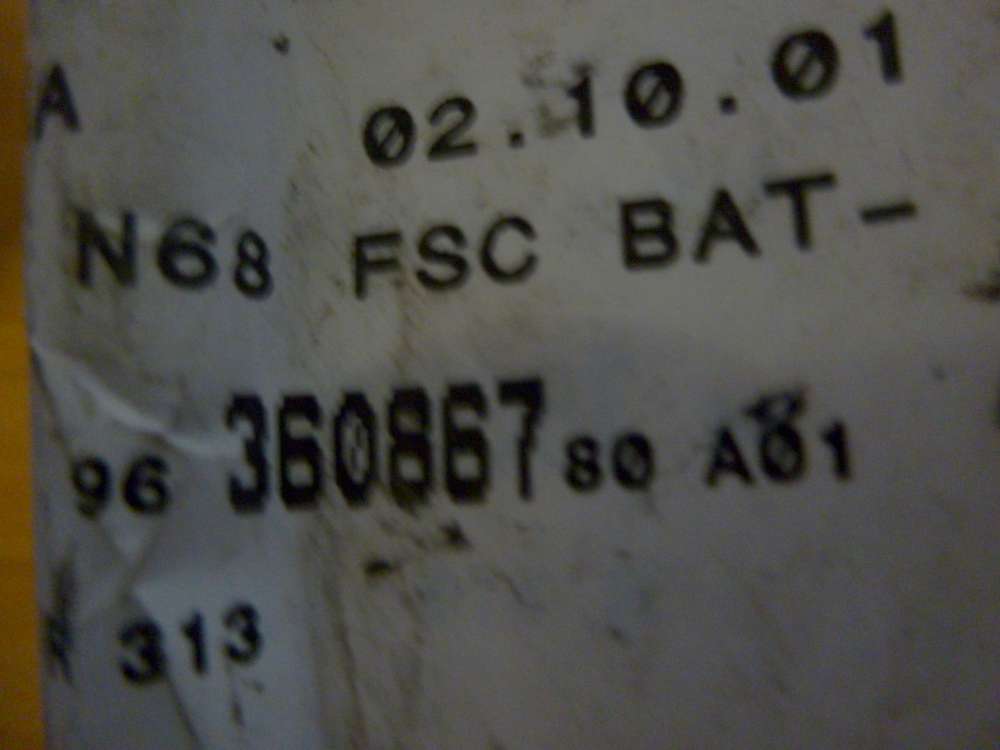 A 02.10.01
N68 FSC BAT-
96 360867 80 A01
313